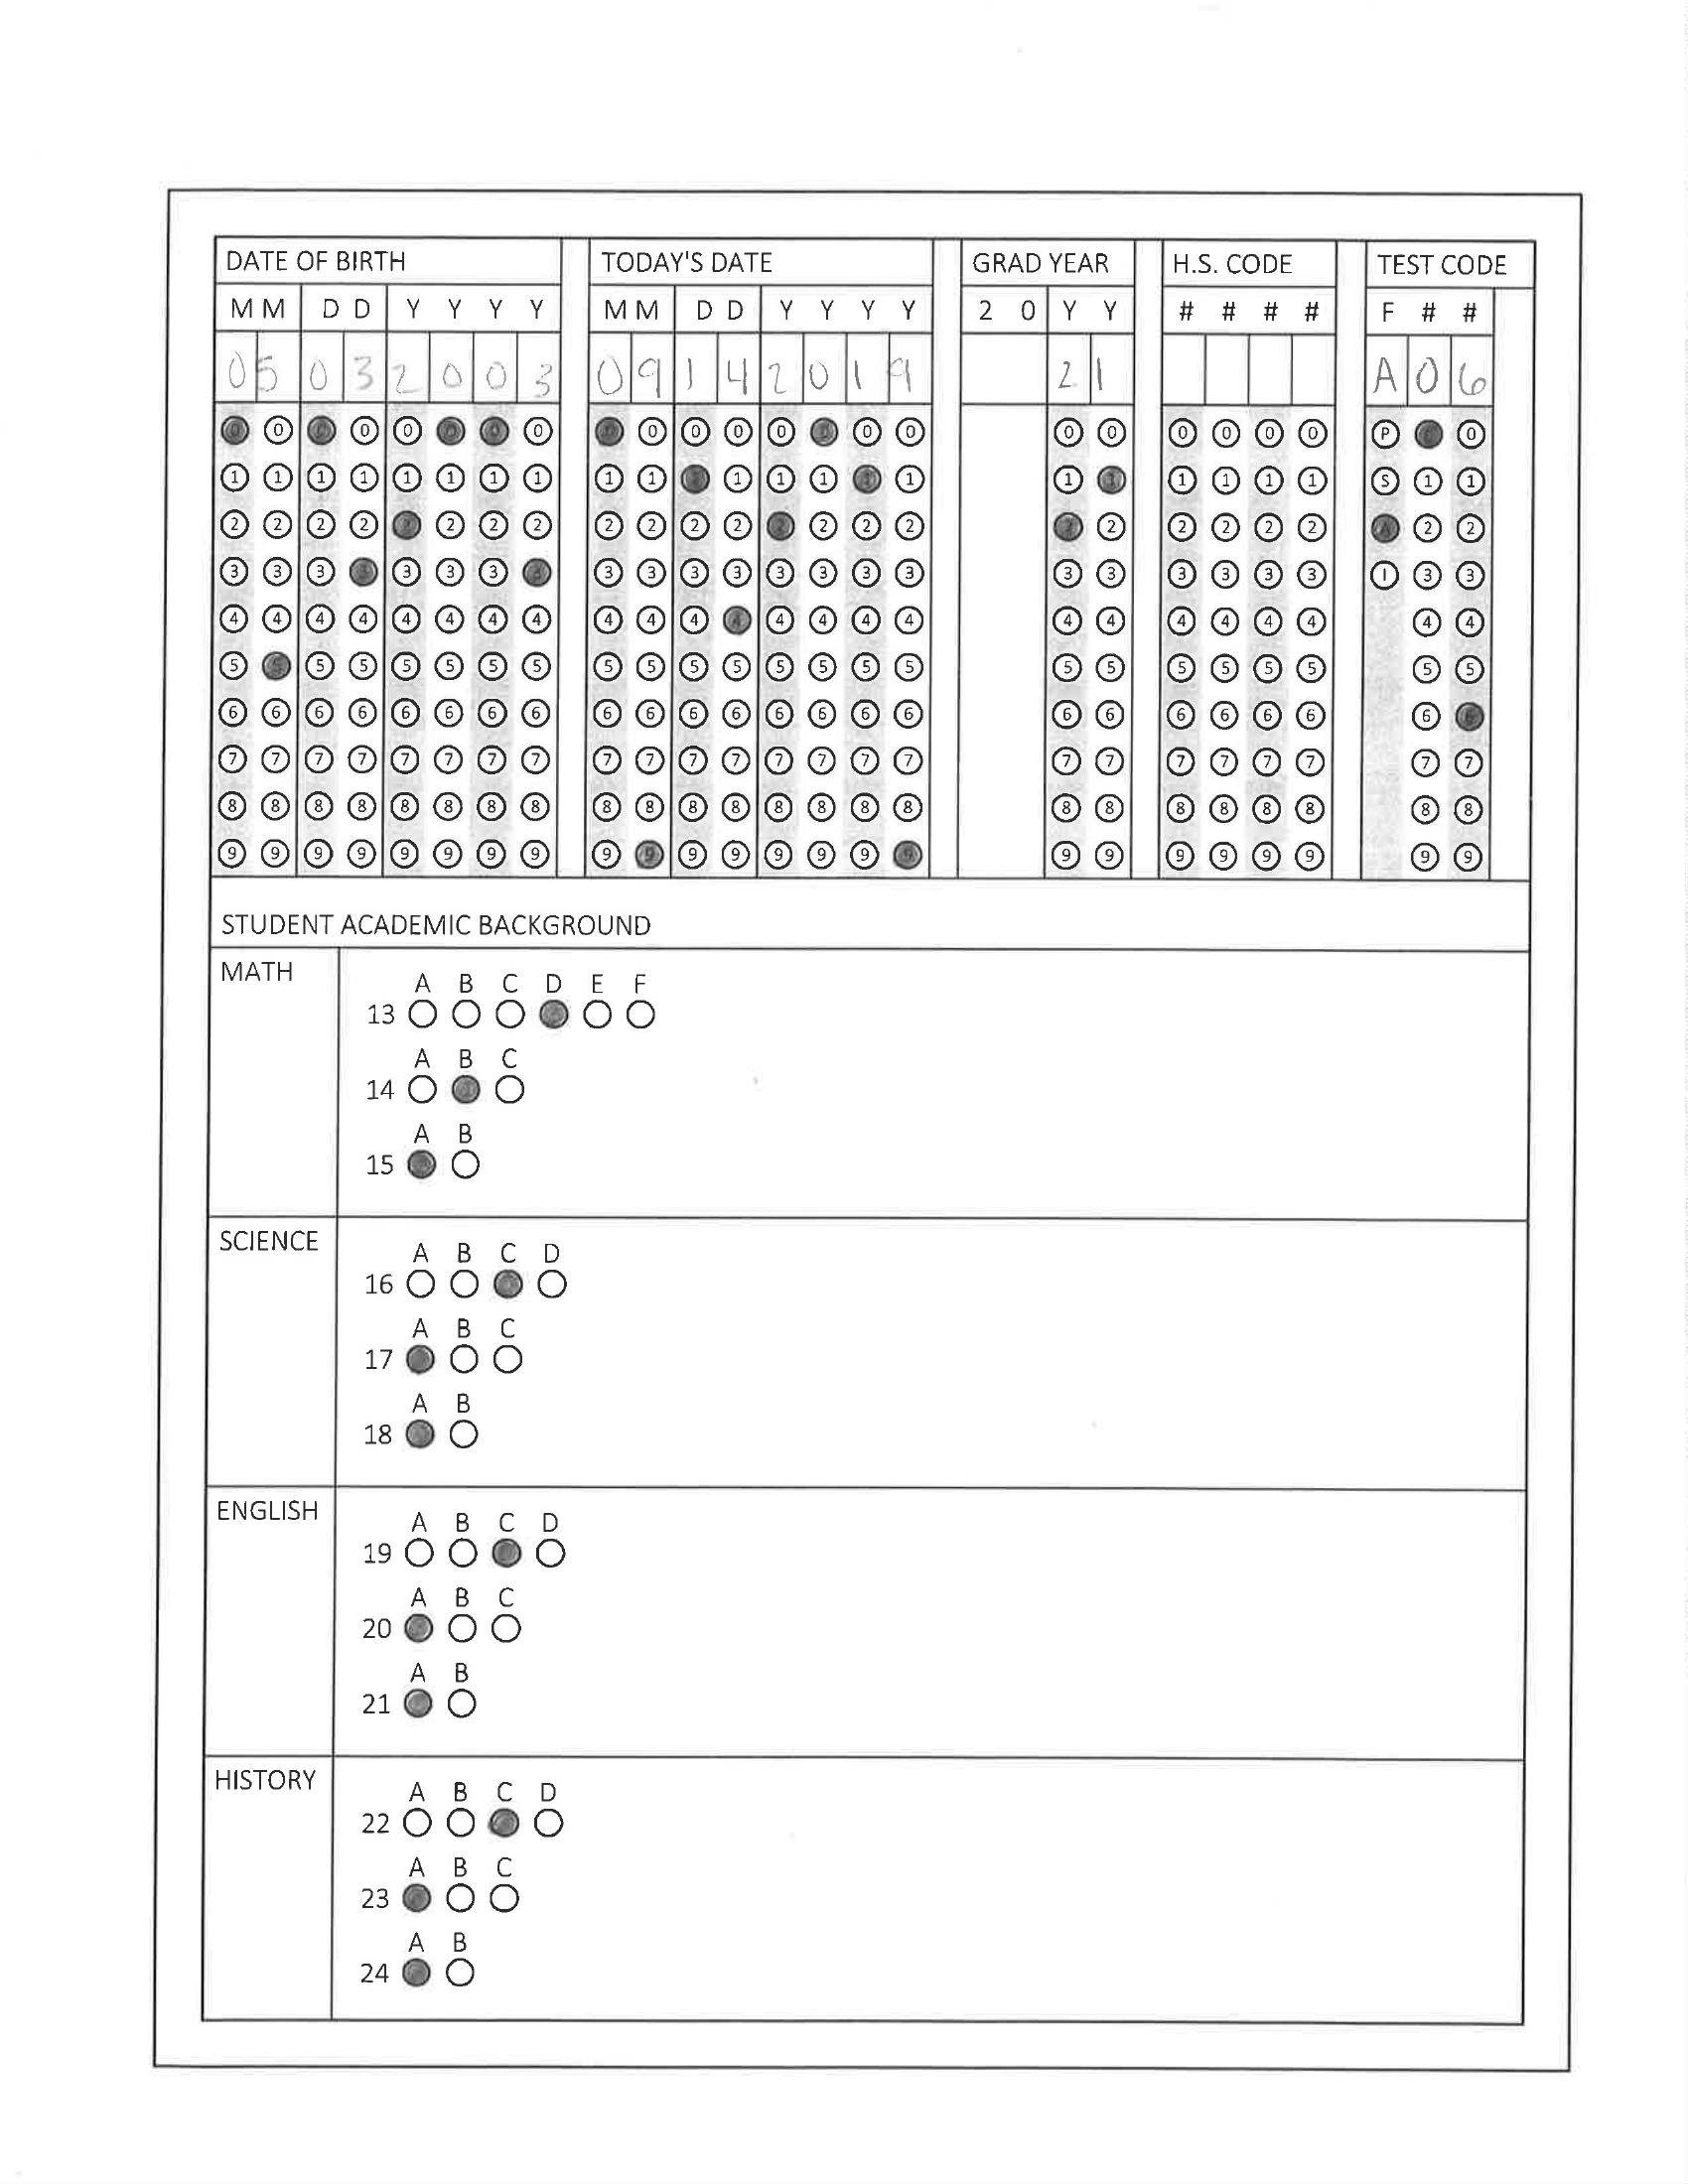 DATE OF BIRTH TODAY'S DATE GRAD YEAR H.S. CODE TEST CODE
M M D D Y Y Y Y M M D D Y Y Y Y 2 0 Y Y # # # # F # #
0 5 0 3 2 0 0 3 0 9 1 4 2 0 1 9 2 1 A 0 6
0 0 0 0 0 0 0 0 0 0 0 0 0 0 0 0 0 0 0 0 0 0 P 0 0
1 1 1 1 1 1 1 1 1 1 1 1 1 1 1 1 1 1 1 1 1 1 S 1 1
2 2 2 2 2 2 2 2 2 2 2 2 2 2 2 2 2 2 2 2 2 2 A 2 2
3 3 3 3 3 3 3 3 3 3 3 3 3 3 3 3 3 3 3 3 3 3 I 3 3
4 4 4 4 4 4 4 4 4 4 4 4 4 4 4 4 4 4 4 4 4 4 4 4
5 5 5 5 5 5 5 5 5 5 5 5 5 5 5 5 5 5 5 5 5 5 5 5
6 6 6 6 6 6 6 6 6 6 6 6 6 6 6 6 6 6 6 6 6 6 6 6
7 7 7 7 7 7 7 7 7 7 7 7 7 7 7 7 7 7 7 7 7 7 7 7
8 8 8 8 8 8 8 8 8 8 8 8 8 8 8 8 8 8 8 8 8 8 8 8
9 9 9 9 9 9 9 9 9 9 9 9 9 9 9 9 9 9 9 9 9 9 9 9
STUDENT ACADEMIC BACKGROUND
MATH
A B C D E F
13
A B C
14
A B
15
SCIENCE
A B C D
16
A B C
17
A B
18
ENGLISH
A B C D
19
A B C
20
A B
21
HISTORY
A B C D
22
A B C
23
A B
24